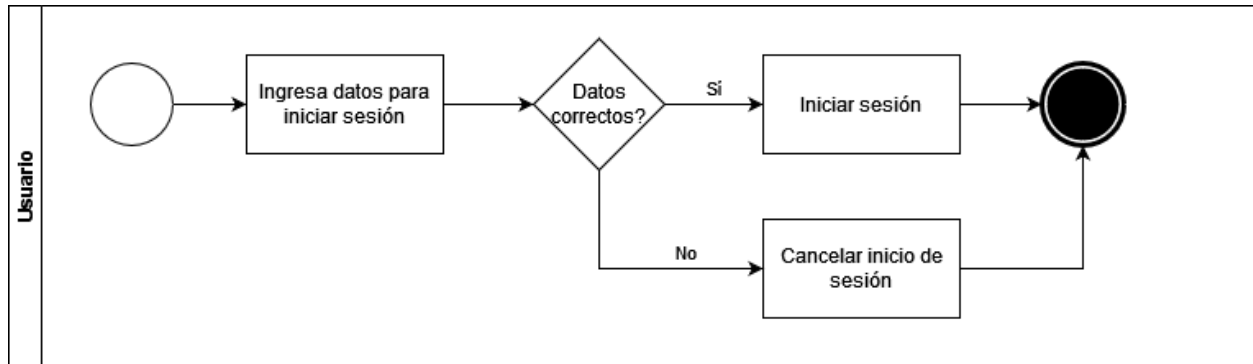 Usuario
Ingresa datos para
iniciar sesión
Datos
correctos?
Sí
Iniciar sesión
No
Cancelar inicio de
sesión